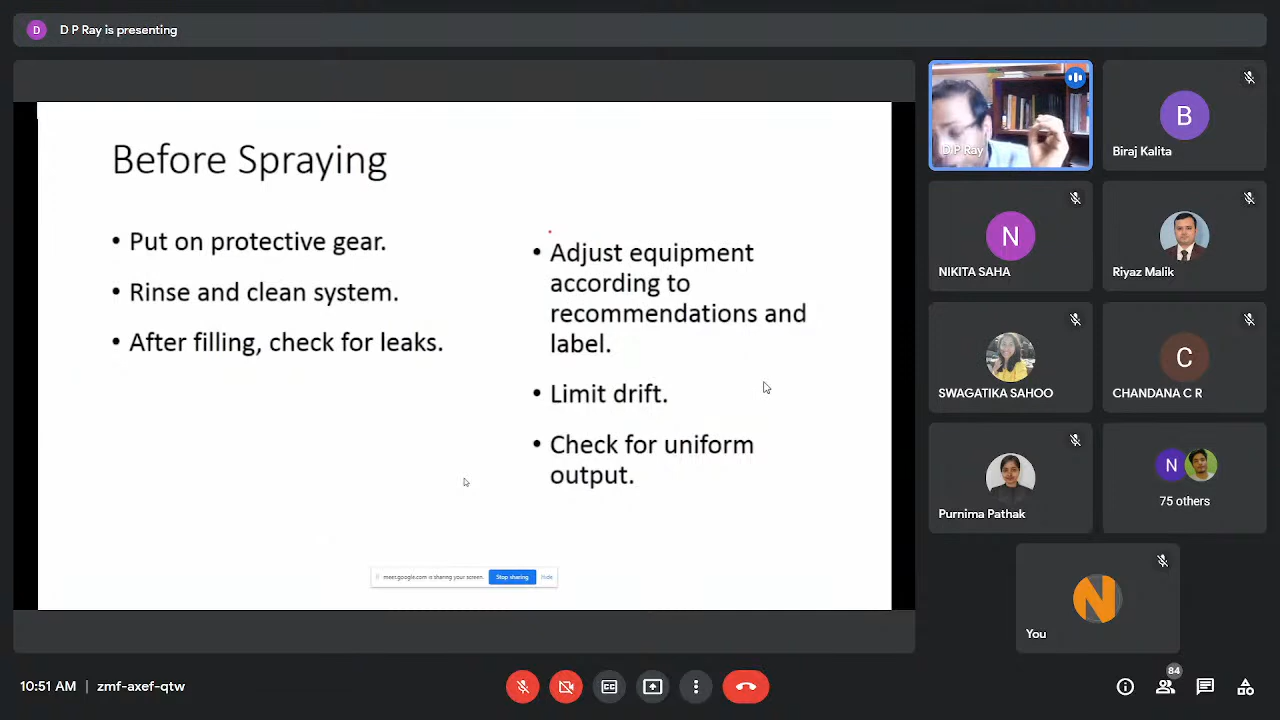 D
D P Ray is presenting
Before Spraying
• Put on protective gear.
• Rinse and clean system.
• After filling, check for leaks.
• Adjust equipment
according to
recommendations and
label.
• Limit drift.
• Check for uniform
output.
meet.google.com is sharing your screen.
Stop sharing
Hide
D P Ray
B
Biraj Kalita
N
NIKITA SAHA
Riyaz Malik
SWAGATIKA SAHOO
C
CHANDANA C R
Purnima Pathak
N
75 others
N
You
10:51 AM | zmf-axef-qtw
CC
84